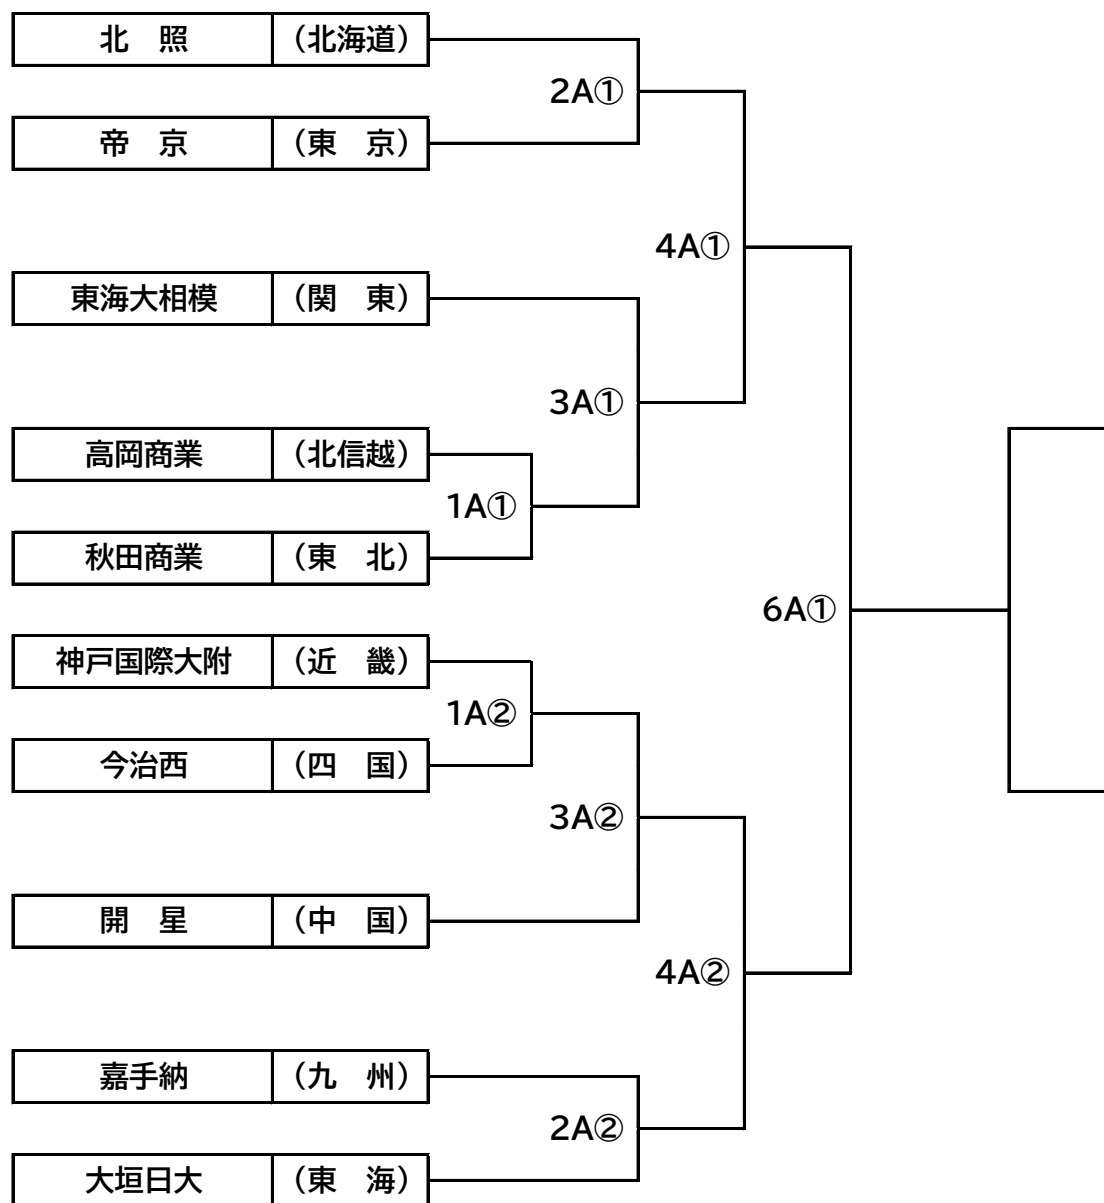 北　照 （北海道）
2A①
帝　京 （東　京）
4A①
東海大相模 （関　東）
3A①
高岡商業 （北信越）
1A①
秋田商業 （東　北）
6A①
神戸国際大附 （近　畿）
1A②
今治西 （四　国）
3A②
開　星 （中　国）
4A②
嘉手納 （九　州）
2A②
大垣日大 （東　海）